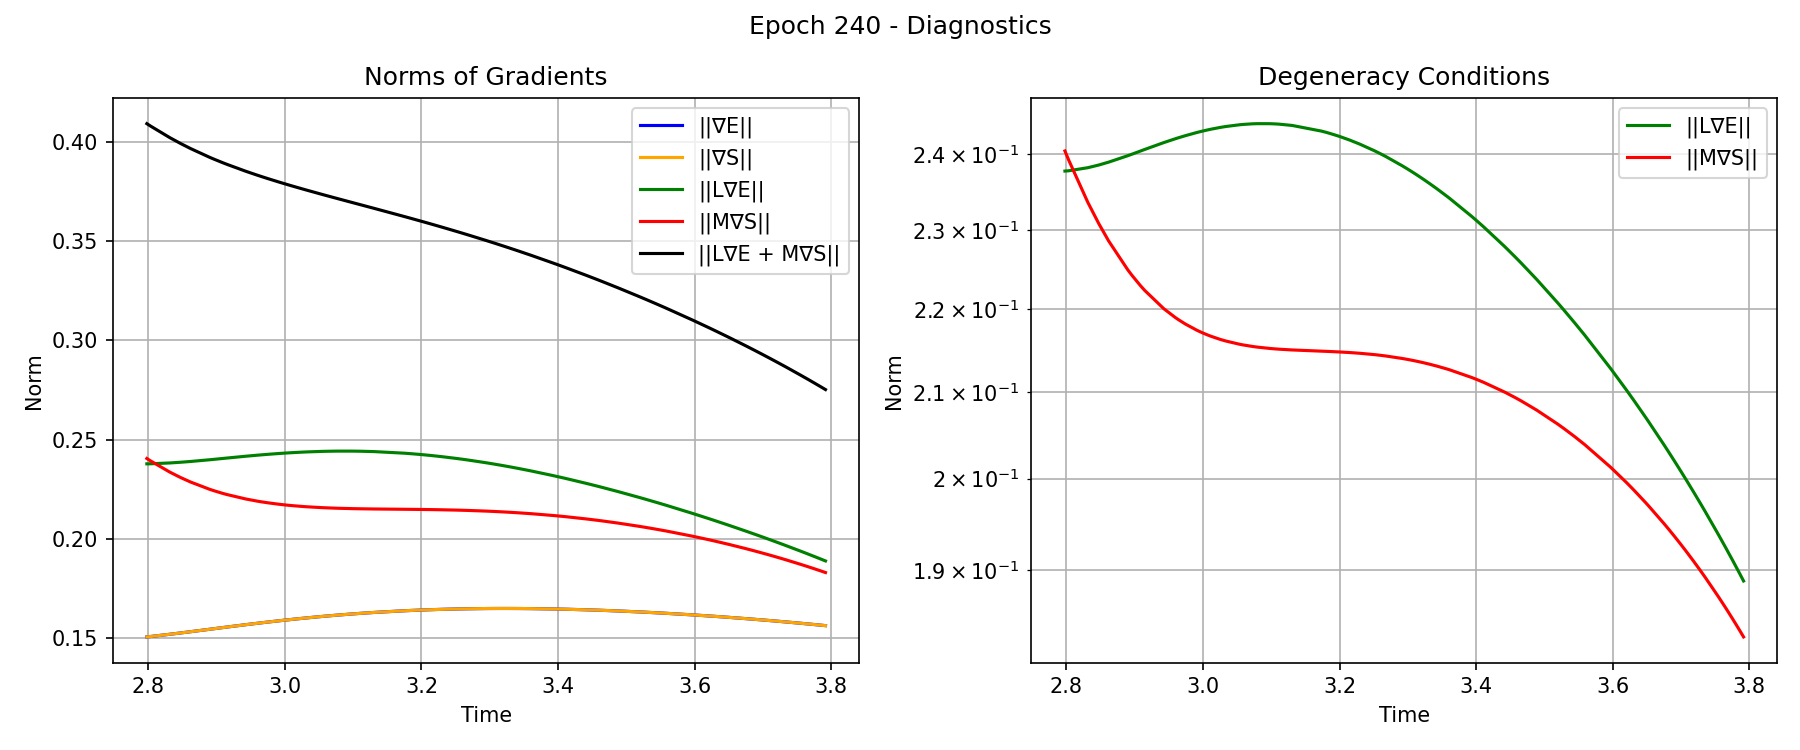 Epoch 240 - Diagnostics
Norms of Gradients
0.40
0.35
0.30
0.25
0.20
0.15
Norm
2.8 3.0 3.2 3.4 3.6 3.8
Time
||∇E||
||∇S||
||L∇E||
||M∇S||
||L∇E + M∇S||
Degeneracy Conditions
2.4 × 10⁻¹
2.3 × 10⁻¹
2.2 × 10⁻¹
2.1 × 10⁻¹
2 × 10⁻¹
1.9 × 10⁻¹
Norm
2.8 3.0 3.2 3.4 3.6 3.8
Time
||L∇E||
||M∇S||